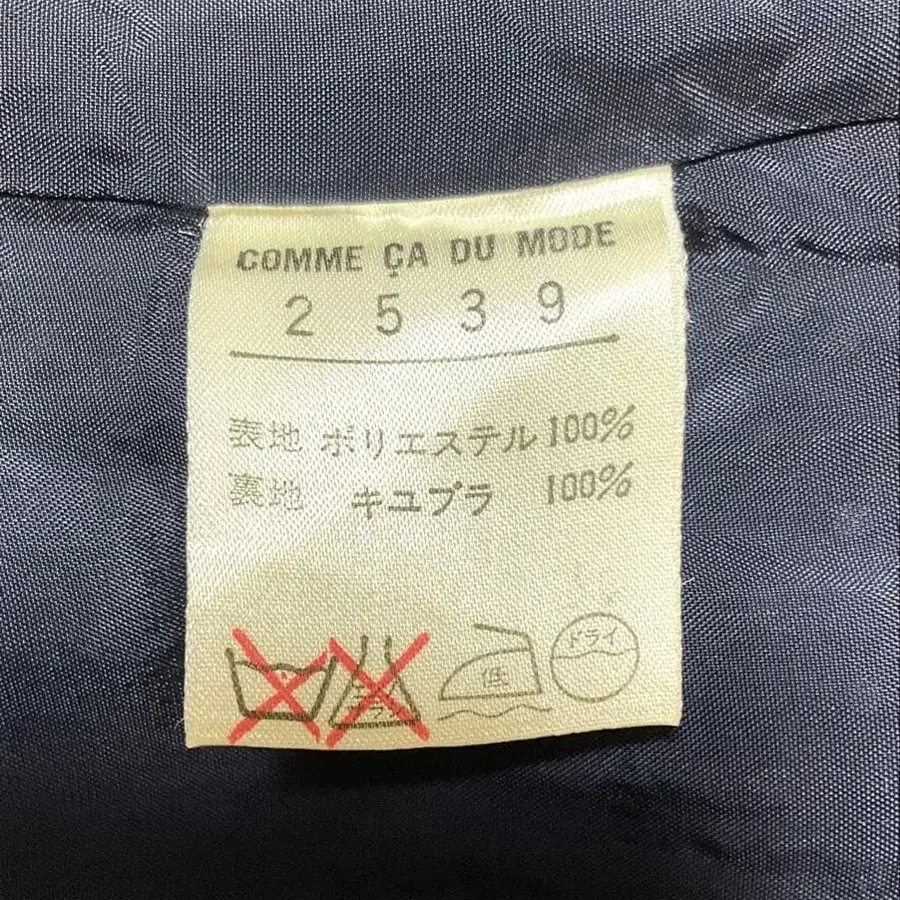 COMME ÇA DU MODE
2 5 3 9
表地 ポリエステル 100%
裏地 キユプラ 100%
低 ドライ